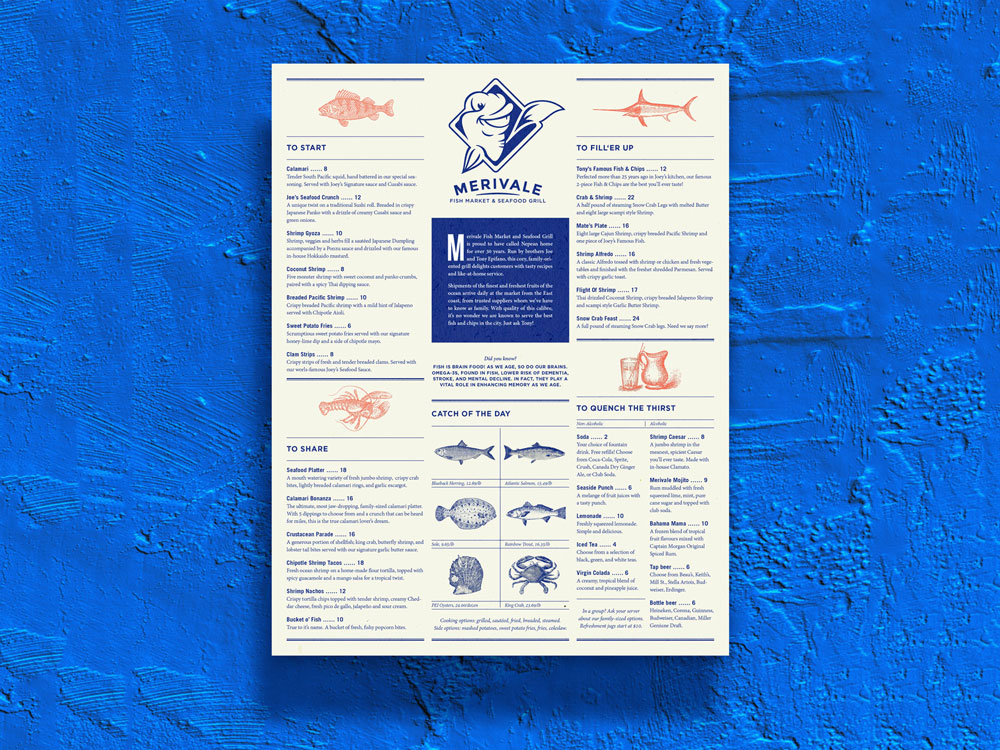 TO START
Calamari ...... 8
Tender South Pacific squid, hand battered in our special sea-
soning. Served with Joey's Signature sauce and Cusabi sauce.
Joe's Seafood Crunch ...... 12
A unique twist on a traditional Sushi roll. Breaded in crispy
Japanese Panko with a drizzle of creamy Cusabi sauce and
green onions.
Shrimp Gyoza ...... 10
Shrimp, veggies and herbs fill a sautéed Japanese Dumpling
accompanied by a Ponzu sauce and drizzled with our famous
in-house Hokkaido mustard.
Coconut Shrimp ...... 8
Five monster shrimp with sweet coconut and panko crumbs,
paired with a spicy Thai dipping sauce.
Breaded Pacific Shrimp ...... 10
Crispy breaded Pacific shrimp with a mild hint of Jalapeno
served with Chipotle Aioli.
Sweet Potato Fries ...... 6
Scrumptious sweet potato fries served with our signature
honey-lime dip and a side of chipotle mayo.
Clam Strips ...... 8
Crispy strips of fresh and tender breaded clams. Served with
our world-famous Joey's Seafood Sauce.
TO SHARE
Seafood Platter ...... 18
A mouth watering variety of fresh jumbo shrimp, crispy crab
bites, lightly breaded calamari rings, and garlic escargot.
Calamari Bonanza ...... 16
The ultimate, most jaw-dropping, family-sized calamari platter.
With 5 dippings to choose from and a crunch that can be heard
for miles, this is the true calamari lover's dream.
Crustacean Parade ...... 16
A generous portion of shellfish; king crab, butterfly shrimp, and
lobster tail bites served with our signature garlic butter sauce.
Chipotle Shrimp Tacos ...... 18
Fresh ocean shrimp on a home-made flour tortilla, topped with
spicy guacamole and a mango salsa for a tropical twist.
Shrimp Nachos ...... 12
Crispy tortilla chips topped with tender shrimp, creamy Ched-
dar cheese, fresh pico de gallo, jalapeño and sour cream.
Bucket o' Fish ...... 10
True to it's name. A bucket of fresh, fishy popcorn bites.
MERIVALE
FISH MARKET & SEAFOOD GRILL
Merivale Fish Market and Seafood Grill
is proud to have called Nepean home
for over 30 years. Run by brothers Joe
and Tony Epifano, this cozy, family-ori-
ented grill delights customers with tasty recipes
and like-at-home service.
Shipments of the finest and freshest fruits of the
ocean arrive daily at the market from the East
coast, from trusted suppliers whom we've have
to know as family. With quality of this calibre,
it's no wonder we are known to serve the best
fish and chips in the city. Just ask Tony!
Did you know?
FISH IS BRAIN FOOD! AS WE AGE, SO DO OUR BRAINS.
OMEGA-3S, FOUND IN FISH, LOWER RISK OF DEMENTIA,
STROKE, AND MENTAL DECLINE. IN FACT, THEY PLAY A
VITAL ROLE IN ENHANCING MEMORY AS WE AGE.
CATCH OF THE DAY
Blueback Herring, 12.89/lb
Atlantic Salmon, 15.29/lb
Sole, 9.85/lb
Rainbow Trout, 16.55/lb
PEI Oysters, 24.00/dozen
King Crab, 23.69/lb
Cooking options: grilled, sautéed, fried, breaded, steamed.
Side options: mashed potatoes, sweet potato fries, fries, coleslaw.
TO FILL'ER UP
Tony's Famous Fish & Chips ...... 12
Perfected more than 25 years ago in Joey's kitchen, our famous
2-piece Fish & Chips are the best you'll ever taste!
Crab & Shrimp ...... 22
A half pound of steaming Snow Crab Legs with melted Butter
and eight large scampi style Shrimp.
Mate's Plate ...... 16
Eight large Cajun Shrimp, crispy breaded Pacific Shrimp and
one piece of Joey's Famous Fish.
Shrimp Alfredo ...... 16
A classic Alfredo tossed with shrimp or chicken and fresh vege-
tables and finished with the freshet shredded Parmesan. Served
with crispy garlic toast.
Flight Of Shrimp ...... 17
Thai drizzled Coconut Shrimp, crispy breaded Jalapeno Shrimp
and scampi style Garlic Butter Shrimp.
Snow Crab Feast ...... 24
A full pound of steaming Snow Crab legs. Need we say more?
TO QUENCH THE THIRST
Non-Alcoholic
Soda ...... 2
Your choice of fountain
drink. Free refills! Choose
from Coca-Cola, Sprite,
Crush, Canada Dry Ginger
Ale, or Club Soda.
Seaside Punch ...... 6
A melange of fruit juices with
a tasty punch.
Lemonade ...... 10
Freshly squeezed lemonade.
Simple and delicious.
Iced Tea ...... 4
Choose from a selection of
black, green, and white teas.
Virgin Colada ...... 6
A creamy, tropical blend of
coconut and pineapple juice.
In a group? Ask your server
about our family-sized options.
Refreshment jugs start at $10.
Alcoholic
Shrimp Caesar ...... 8
A jumbo shrimp in the
meanest, spiciest Caesar
you'll ever taste. Made with
in-house Clamato.
Merivale Mojito ...... 9
Rum muddled with fresh
squeezed lime, mint, pure
cane sugar and topped with
club soda.
Bahama Mama ...... 10
A frozen blend of tropical
fruit flavours mixed with
Captain Morgan Original
Spiced Rum.
Tap beer ...... 6
Choose from Beau's, Keith's,
Mill St., Stella Artois, Bud-
weiser, Erdinger.
Bottle beer ...... 6
Heineken, Corona, Guinness,
Budweiser, Canadian, Miller
Genuine Draft.